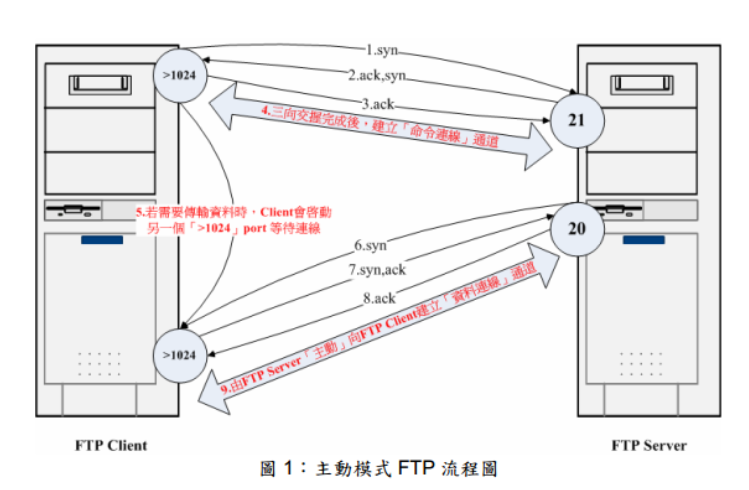 1.syn
>1024
2.ack,syn
3.ack
21
4.三向交握完成後，建立「命令連線」通道
5.若需要傳輸資料時，Client會啓動
另一個「>1024」port 等待連線
20
6.syn
7.syn,ack
8.ack
>1024
9.由FTP Server「主動」向FTP Client建立「資料連線」通道
FTP Client
FTP Server
圖 1：主動模式 FTP 流程圖